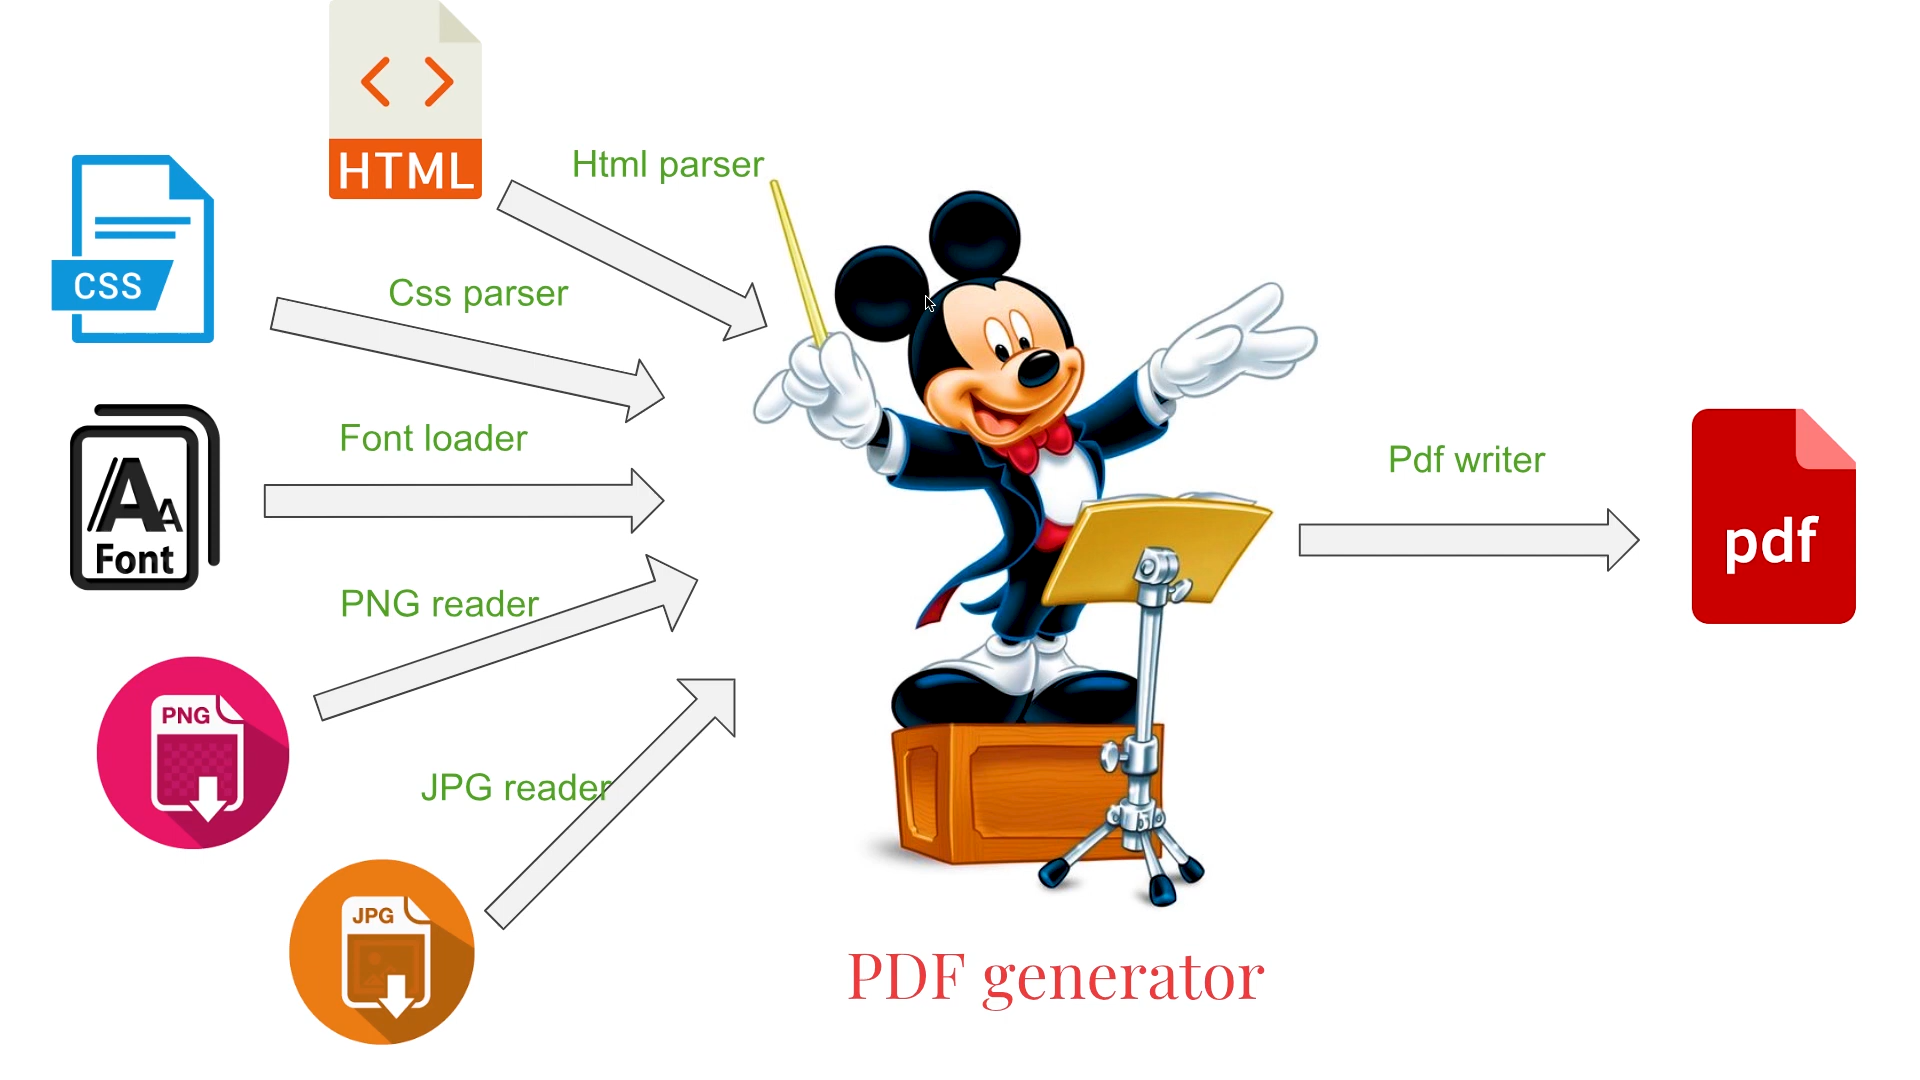 HTML
Html parser
CSS
Css parser
Font loader
A A
Font
PNG reader
PNG
JPG reader
JPG
Pdf writer
pdf
PDF generator